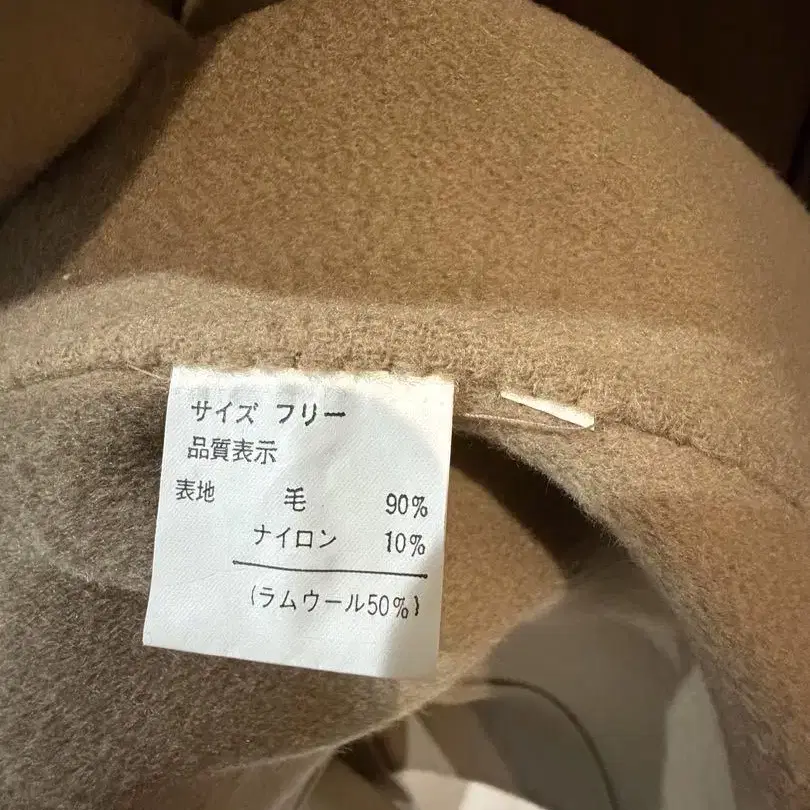 サイズ フリー
品質表示
表地 毛 90%
ナイロン 10%
(ラムウール50%)